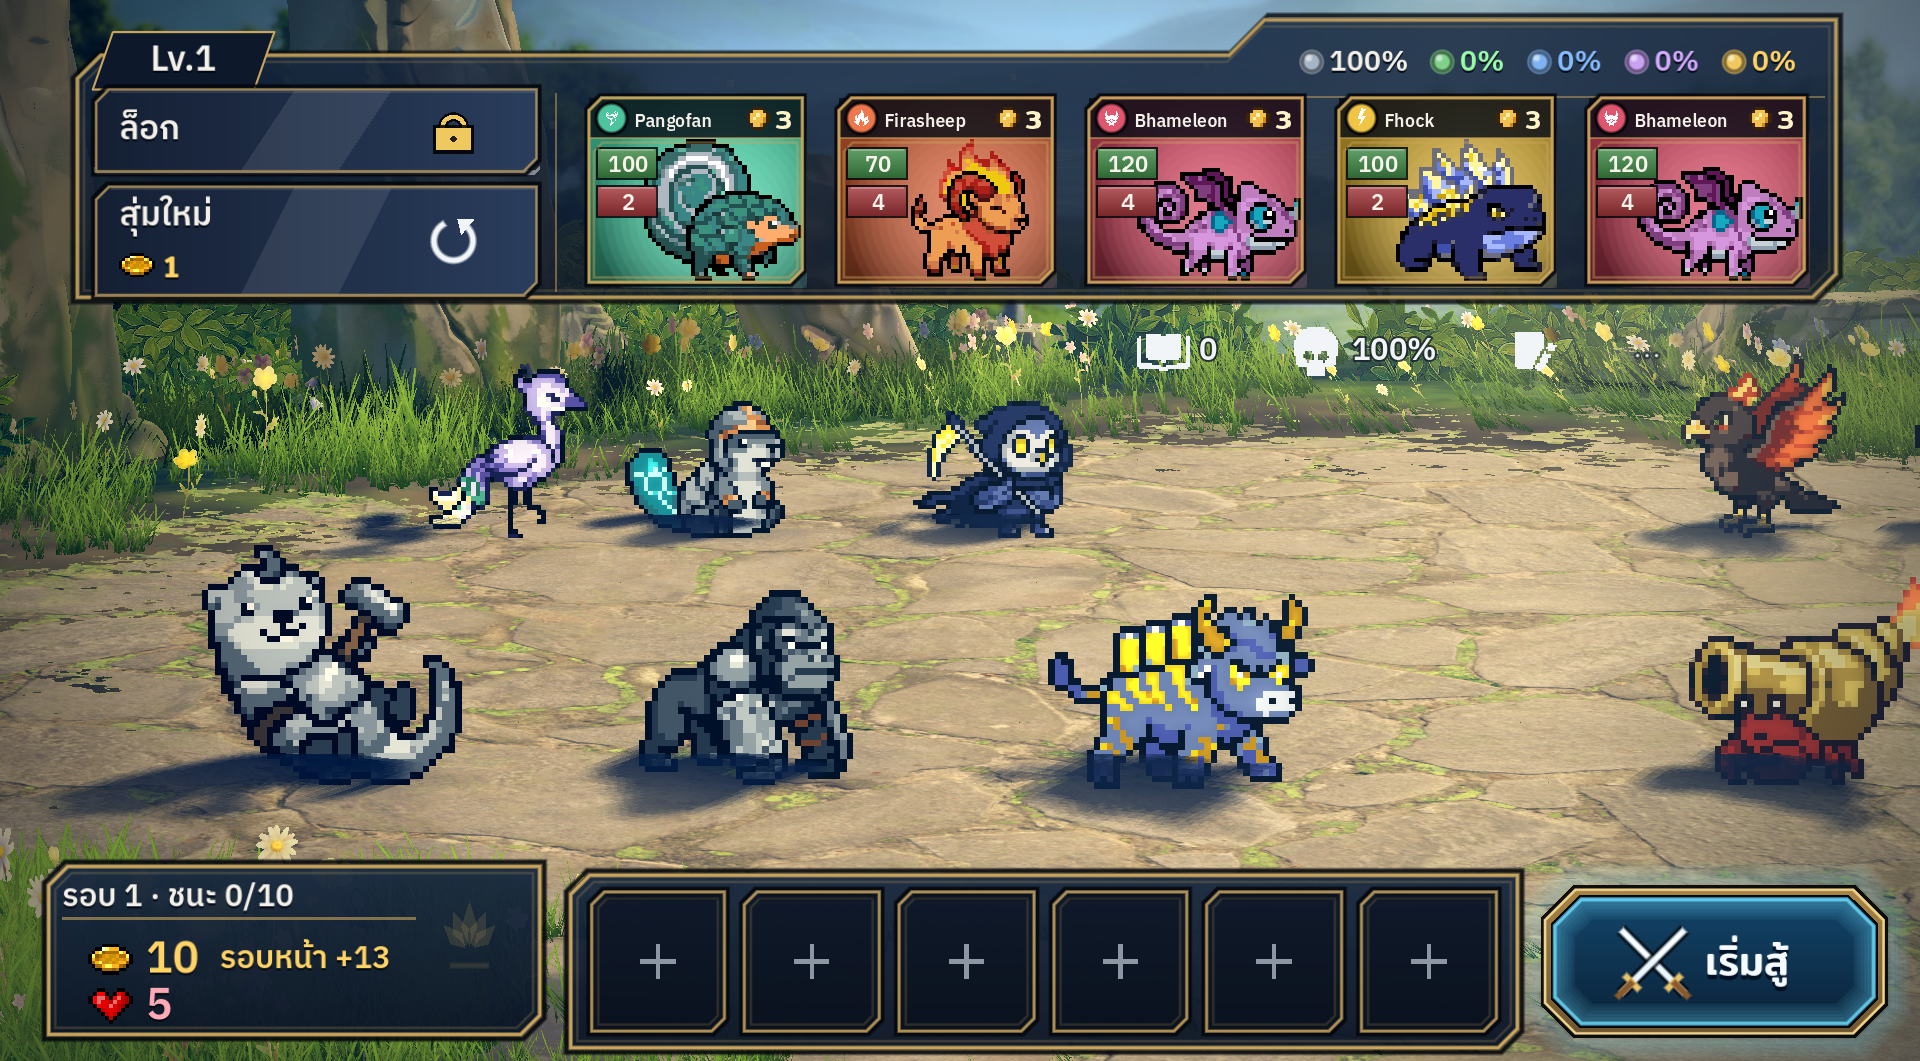 Lv.1
100% 0% 0% 0% 0%
ล็อก
สุ่มใหม่
1
Pangofan 3
100
2
Firasheep 3
70
4
Bhameleon 3
120
4
Fhock 3
100
2
Bhameleon 3
120
4
0 100% ...
รอบ 1 · ชนะ 0/10
10 รอบหน้า +13
5
+ + + + + +
เริ่มสู้